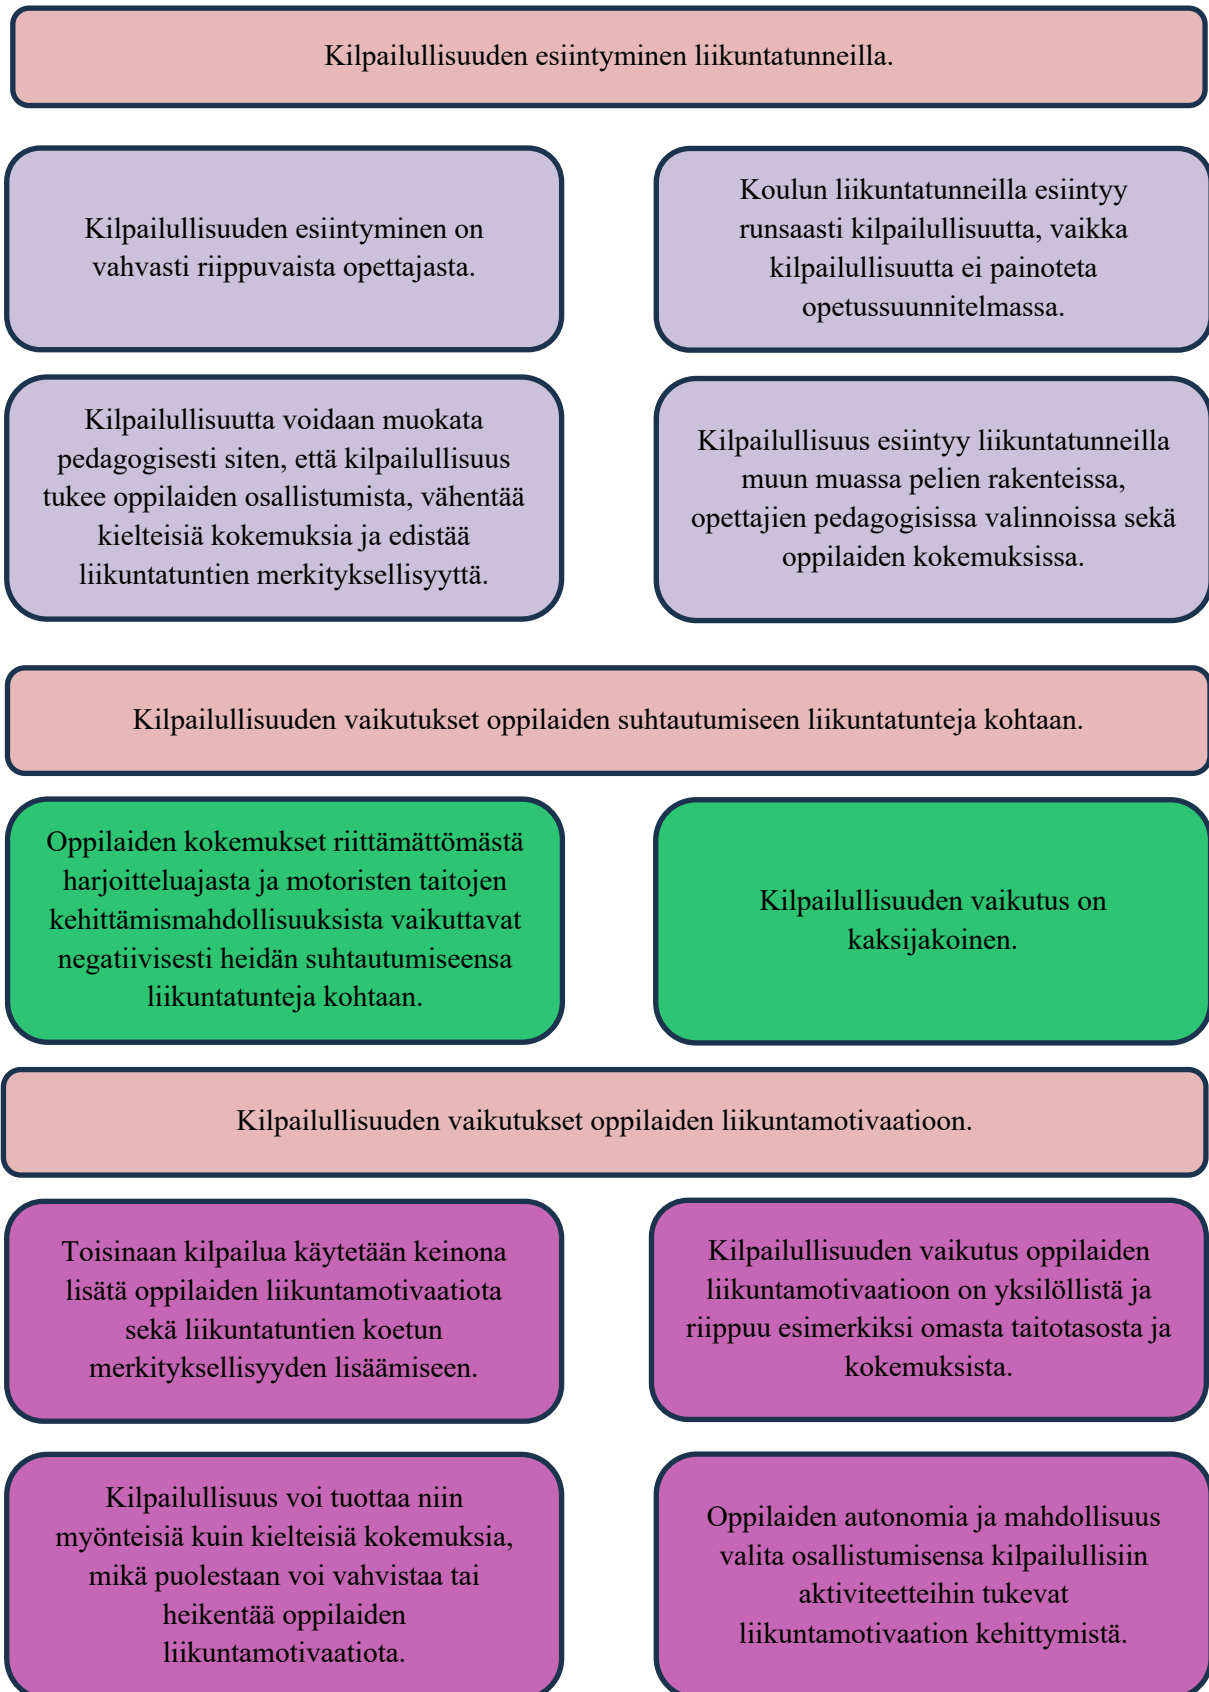 Kilpailullisuuden esiintyminen liikuntatunneilla.
Kilpailullisuuden esiintyminen on
vahvasti riippuvaista opettajasta.
Koulun liikuntatunneilla esiintyy
runsaasti kilpailullisuutta, vaikka
kilpailullisuutta ei painoteta
opetussuunnitelmassa.
Kilpailullisuutta voidaan muokata
pedagogisesti siten, että kilpailullisuus
tukee oppilaiden osallistumista, vähentää
kielteisiä kokemuksia ja edistää
liikuntatuntien merkityksellisyyttä.
Kilpailullisuus esiintyy liikuntatunneilla
muun muassa pelien rakenteissa,
opettajien pedagogisissa valinnoissa sekä
oppilaiden kokemuksissa.
Kilpailullisuuden vaikutukset oppilaiden suhtautumiseen liikuntatunteja kohtaan.
Oppilaiden kokemukset riittämättömästä
harjoitteluajasta ja motoristen taitojen
kehittämismahdollisuuksista vaikuttavat
negatiivisesti heidän suhtautumiseensa
liikuntatunteja kohtaan.
Kilpailullisuuden vaikutus on
kaksijakoinen.
Kilpailullisuuden vaikutukset oppilaiden liikuntamotivaatioon.
Toisinaan kilpailua käytetään keinona
lisätä oppilaiden liikuntamotivaatiota
sekä liikuntatuntien koetun
merkityksellisyyden lisäämiseen.
Kilpailullisuuden vaikutus oppilaiden
liikuntamotivaatioon on yksilöllistä ja
riippuu esimerkiksi omasta taitotasosta ja
kokemuksista.
Kilpailullisuus voi tuottaa niin
myönteisiä kuin kielteisiä kokemuksia,
mikä puolestaan voi vahvistaa tai
heikentää oppilaiden
liikuntamotivaatiota.
Oppilaiden autonomia ja mahdollisuus
valita osallistumisensa kilpailullisiin
aktiviteetteihin tukevat
liikuntamotivaation kehittymistä.